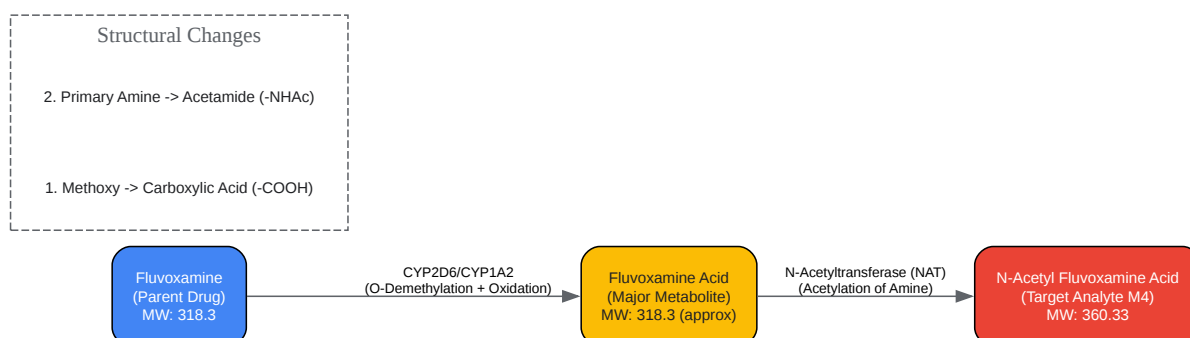 Structural Changes
2. Primary Amine -> Acetamide (-NHAc)
1. Methoxy -> Carboxylic Acid (-COOH)
Fluvoxamine
(Parent Drug)
MW: 318.3
CYP2D6/CYP1A2
(O-Demethylation + Oxidation)
Fluvoxamine Acid
(Major Metabolite)
MW: 318.3 (approx)
N-Acetyltransferase (NAT)
(Acetylation of Amine)
N-Acetyl Fluvoxamine Acid
(Target Analyte M4)
MW: 360.33